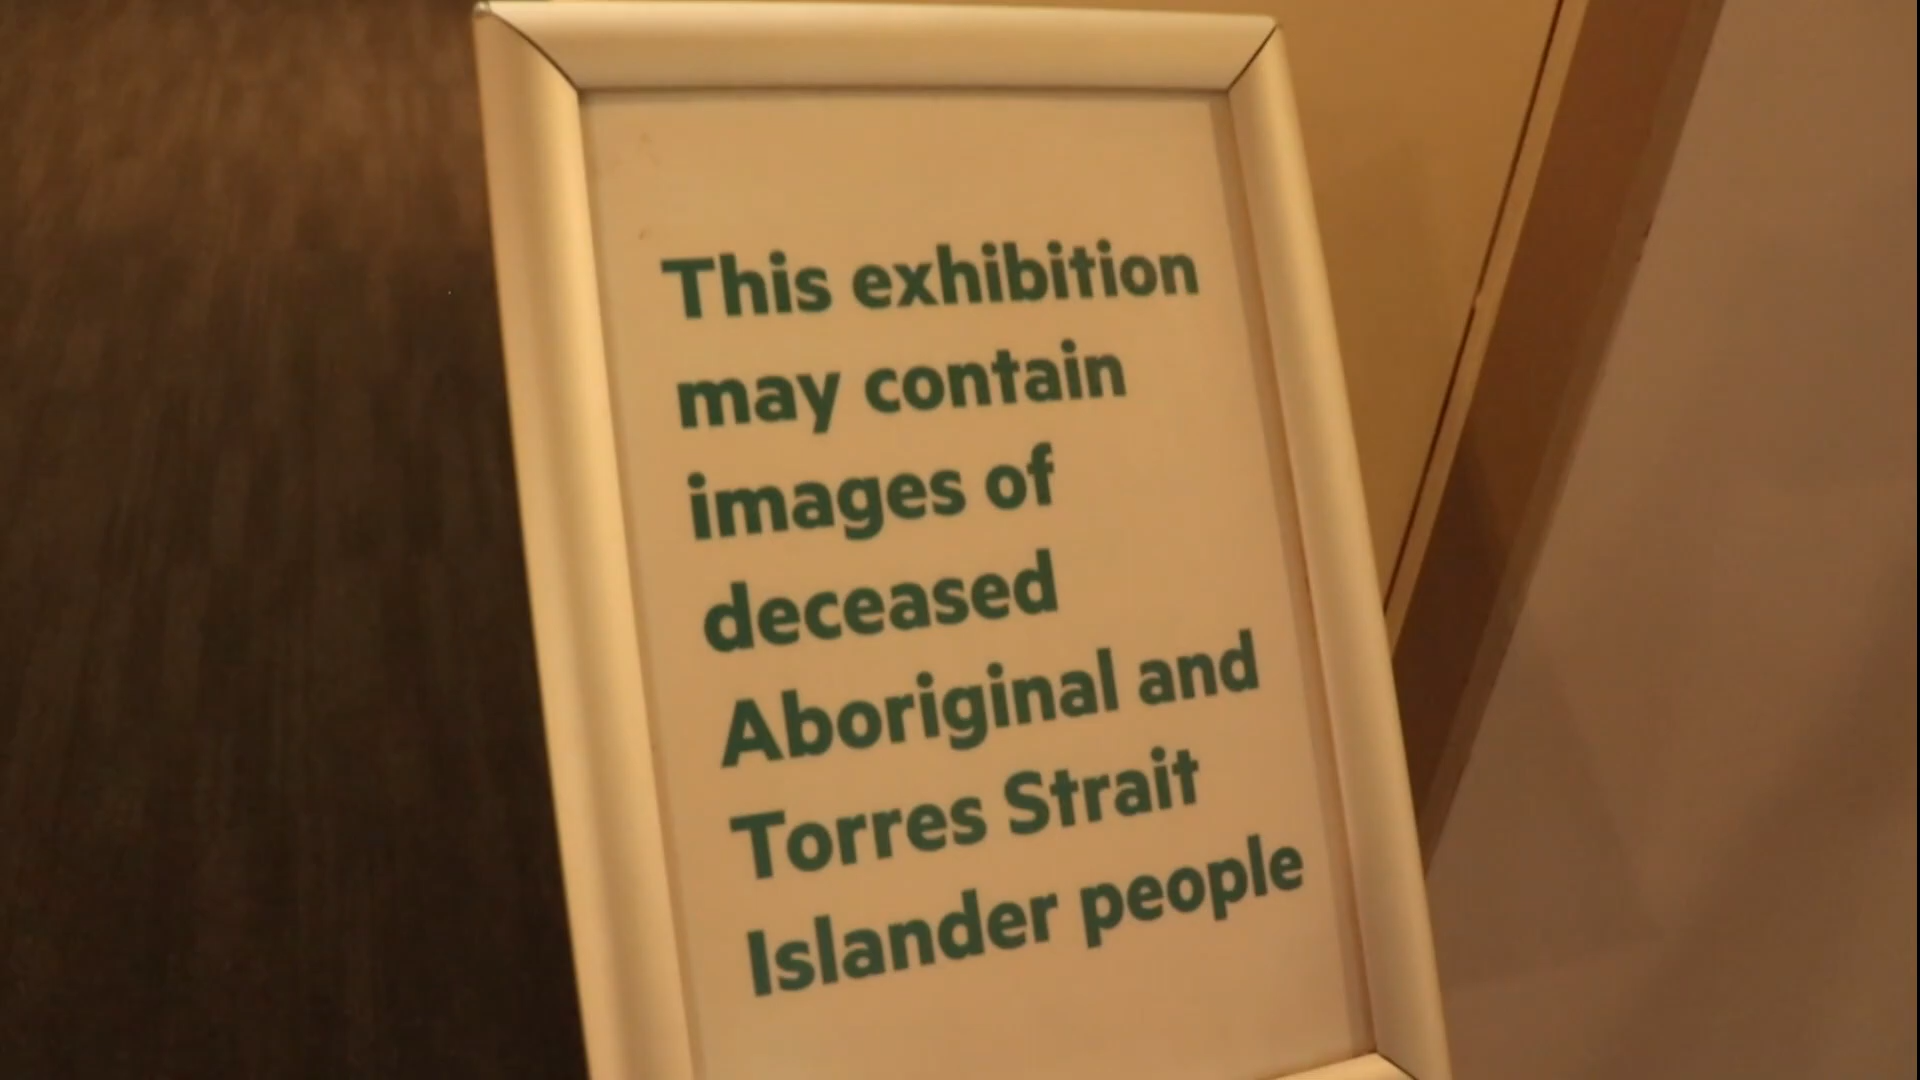 This exhibition
may contain
images of
deceased
Aboriginal and
Torres Strait
Islander people